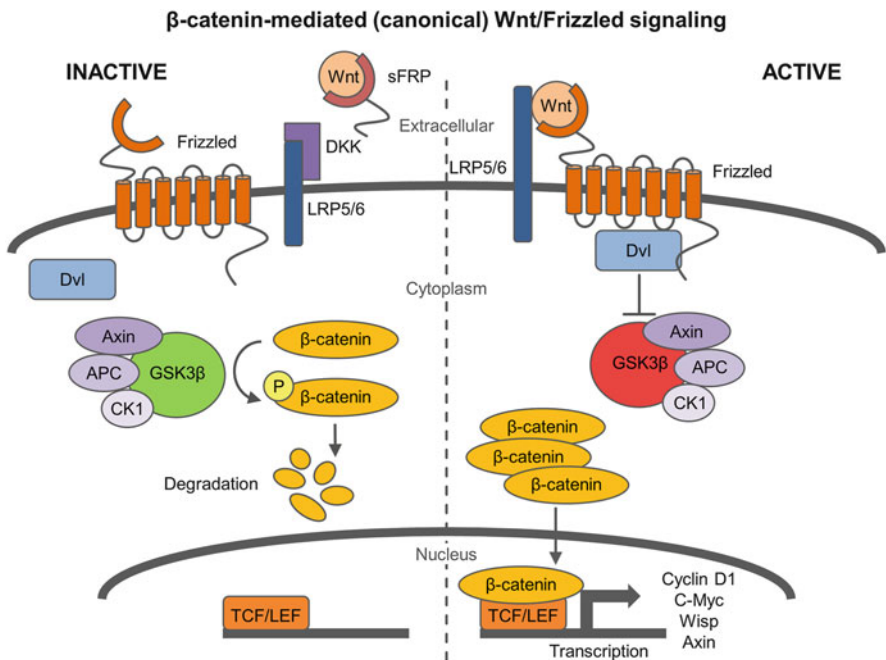 β-catenin-mediated (canonical) Wnt/Frizzled signaling
INACTIVE
ACTIVE
Wnt
sFRP
Frizzled
DKK
LRP5/6
Dvl
Extracellular
Cytoplasm
Axin
APC
CK1
GSK3β
β-catenin
P
β-catenin
Degradation
Nucleus
TCF/LEF
Wnt
LRP5/6
Frizzled
Dvl
GSK3β
Axin
APC
CK1
β-catenin
β-catenin
β-catenin
β-catenin
TCF/LEF
Transcription
Cyclin D1
C-Myc
Wisp
Axin